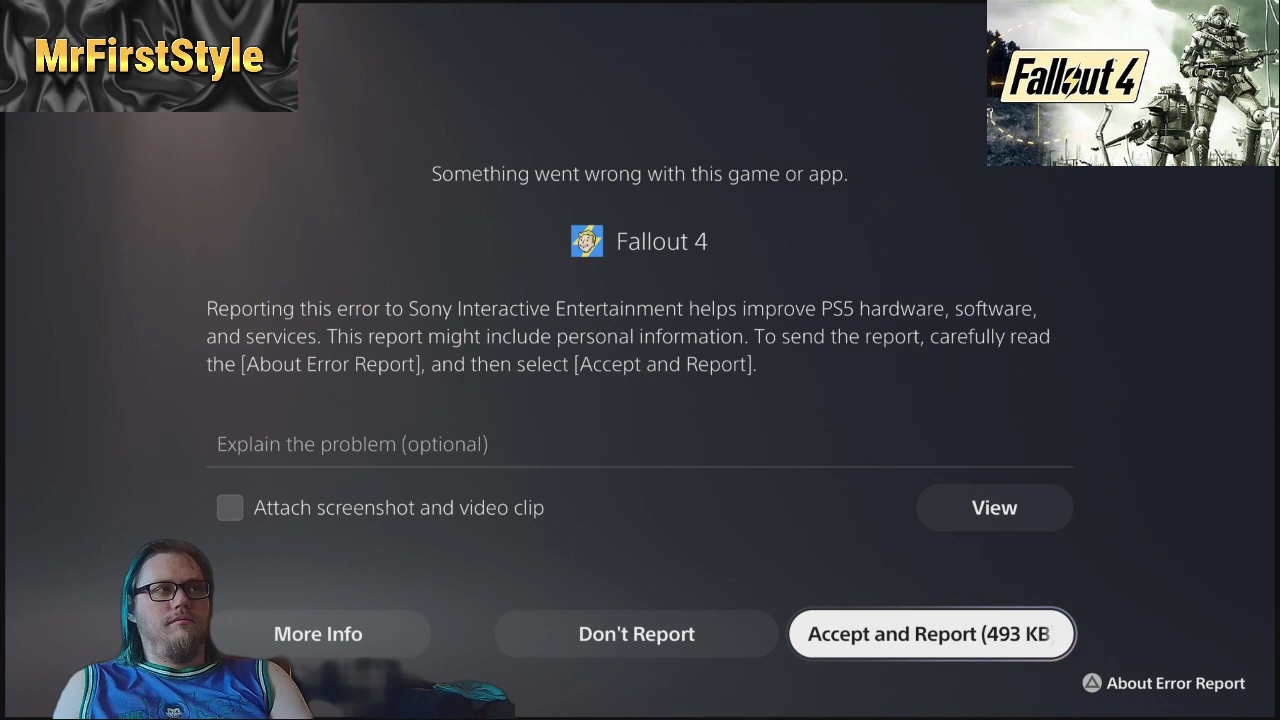 MrFirstStyle
Fallout 4
Something went wrong with this game or app.
Fallout 4
Reporting this error to Sony Interactive Entertainment helps improve PS5 hardware, software,
and services. This report might include personal information. To send the report, carefully read
the [About Error Report], and then select [Accept and Report].
Explain the problem (optional)
Attach screenshot and video clip
View
More Info
Don't Report
Accept and Report (493 KB
About Error Report